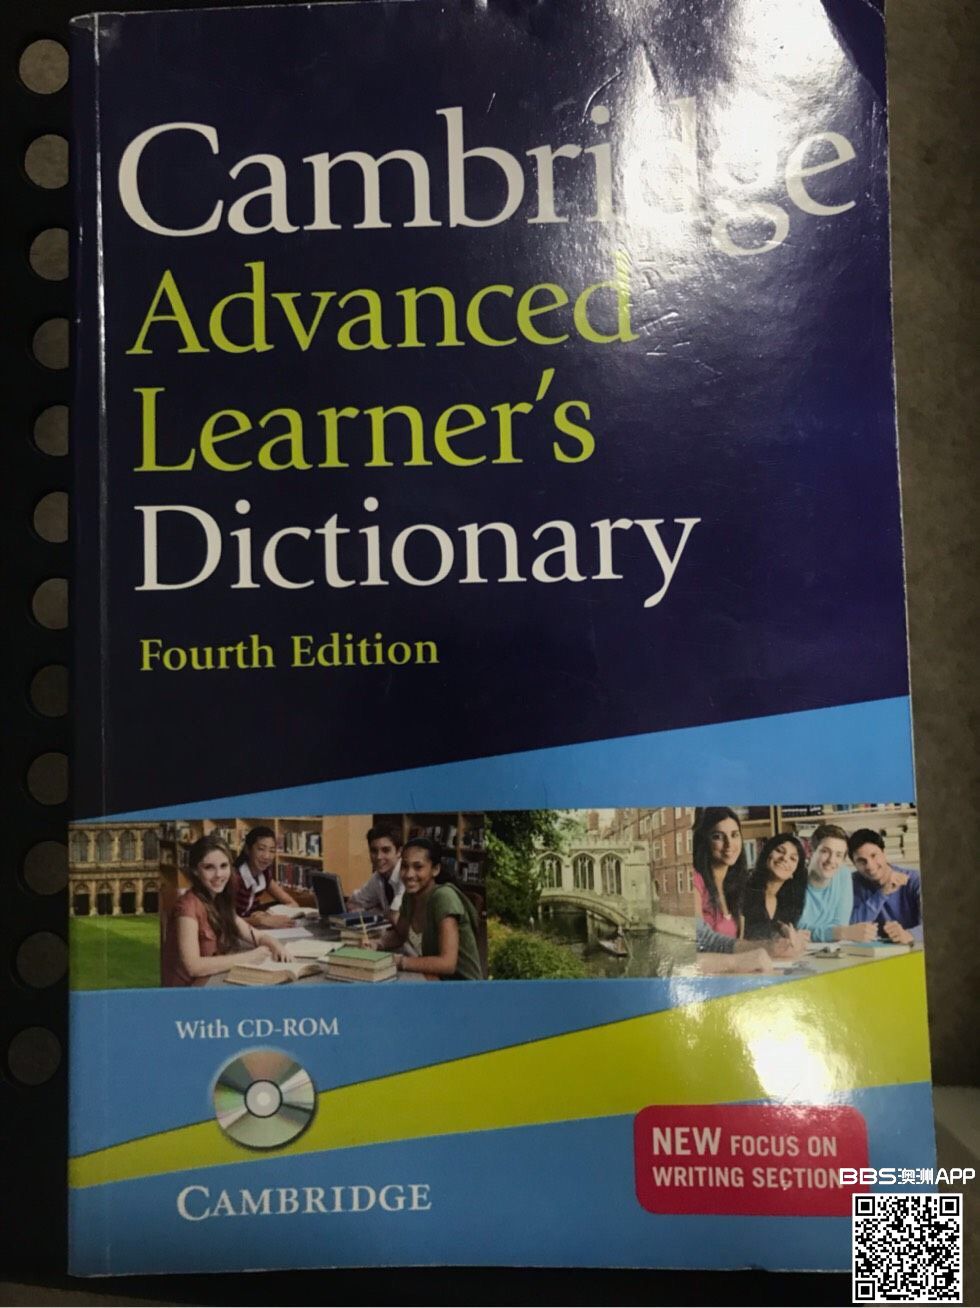 Cambridge
Advanced
Learner's
Dictionary
Fourth Edition
With CD-ROM
NEW FOCUS ON
WRITING SECTION
CAMBRIDGE
BBS澳洲APP